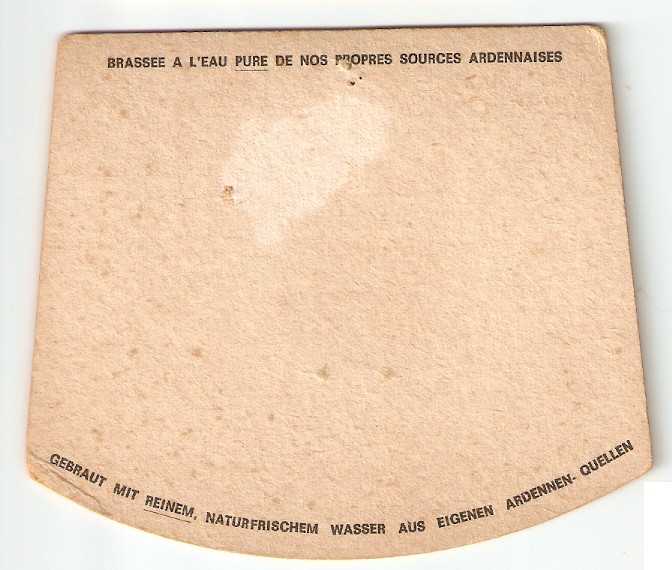 BRASSEE A L'EAU PURE DE NOS PROPRES SOURCES ARDENNAISES
GEBRAUT MIT REINEM, NATURFRISCHEM WASSER AUS EIGENEN ARDENNEN- QUELLEN